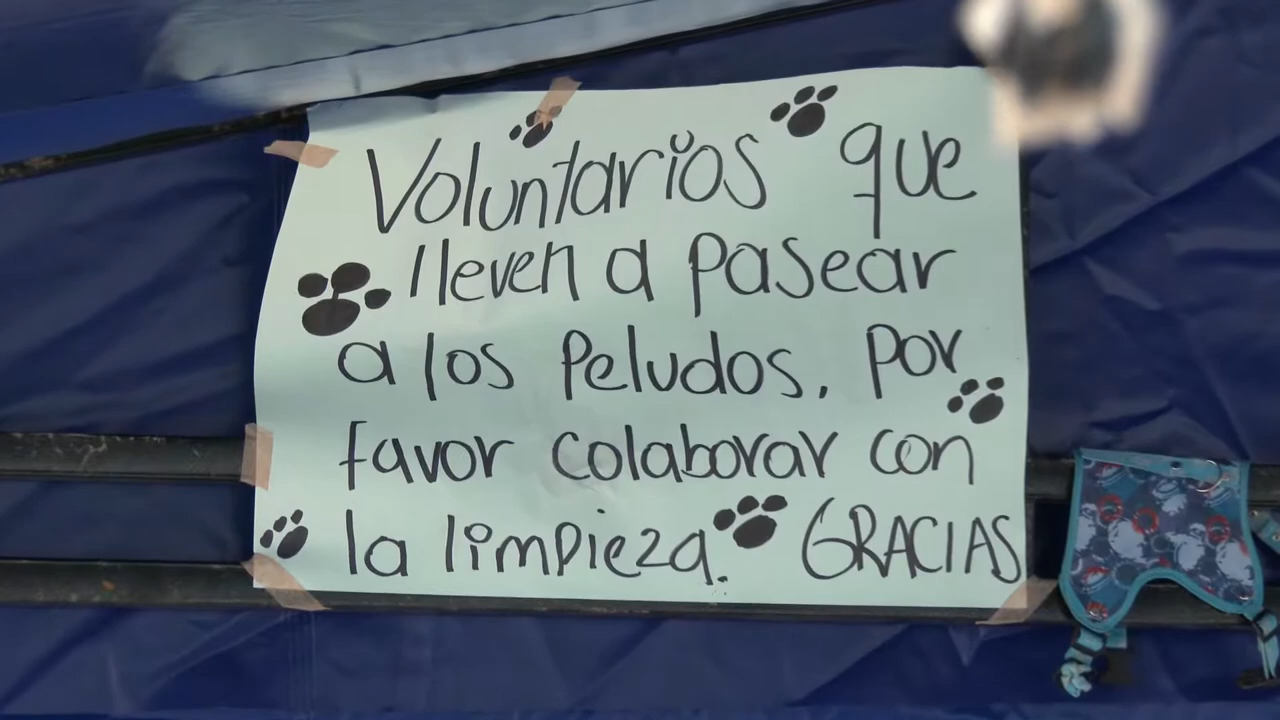 Voluntarios que
lleven a pasear
a los Peludos. Por
favor colaborar con
la limpieza. GRACIAS